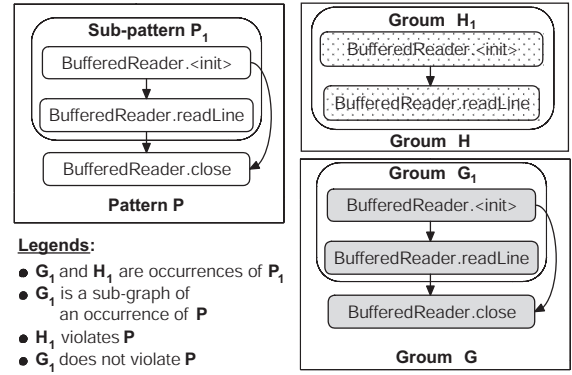 Sub-pattern P1
BufferedReader.<init>
BufferedReader.readLine
BufferedReader.close
Pattern P
Groum H1
BufferedReader.<init>
BufferedReader.readLine
Groum H
Groum G1
BufferedReader.<init>
BufferedReader.readLine
BufferedReader.close
Groum G
Legends:
● G1 and H1 are occurrences of P1
● G1 is a sub-graph of
an occurrence of P
● H1 violates P
● G1 does not violate P